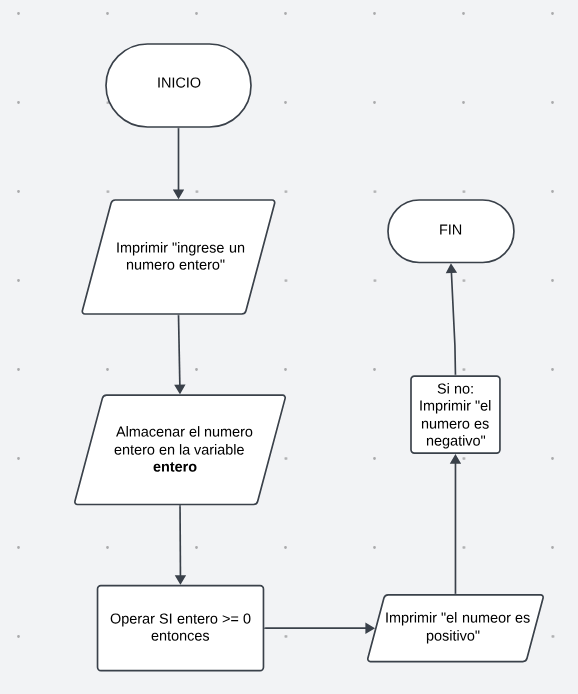 INICIO
Imprimir "ingrese un
numero entero"
Almacenar el numero
entero en la variable
entero
Operar SI entero >= 0
entonces
Imprimir "el numeor es
positivo"
Si no:
Imprimir "el
numero es
negativo"
FIN